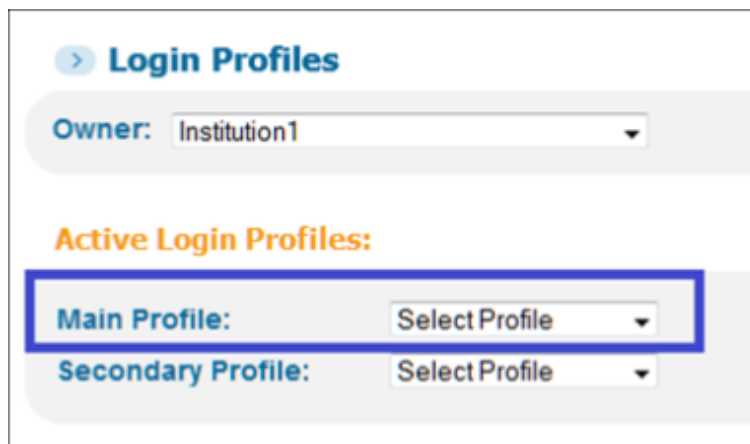 Login Profiles
Owner: Institution1
Active Login Profiles:
Main Profile: Select Profile
Secondary Profile: Select Profile